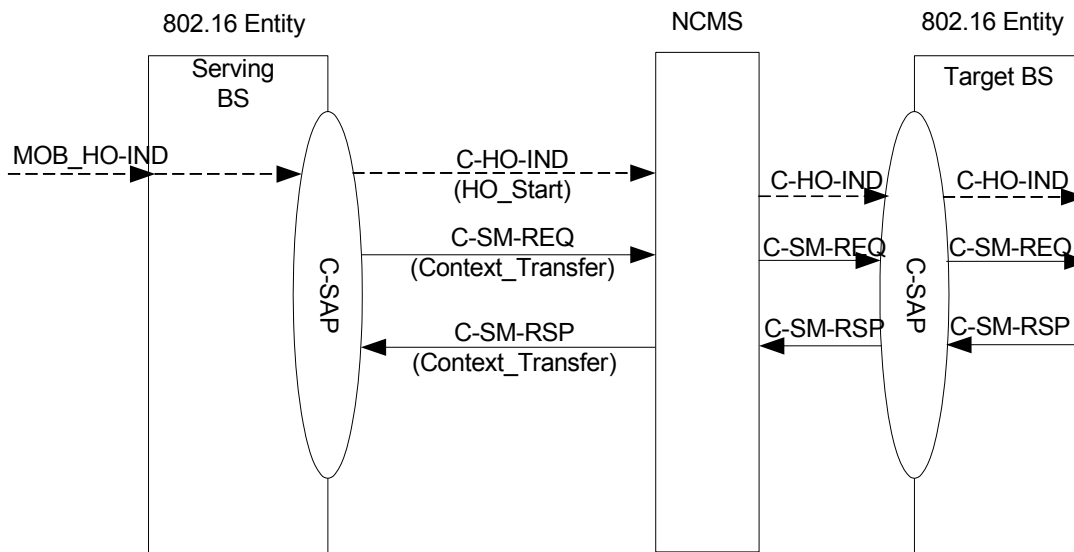 802.16 Entity
NCMS
802.16 Entity
Serving
BS
Target BS
MOB_HO-IND
C-HO-IND
(HO_Start)
C-HO-IND
C-HO-IND
C-SM-REQ
(Context_Transfer)
C-SM-REQ
C-SM-REQ
C-SAP
C-SAP
C-SM-RSP
(Context_Transfer)
C-SM-RSP
C-SM-RSP